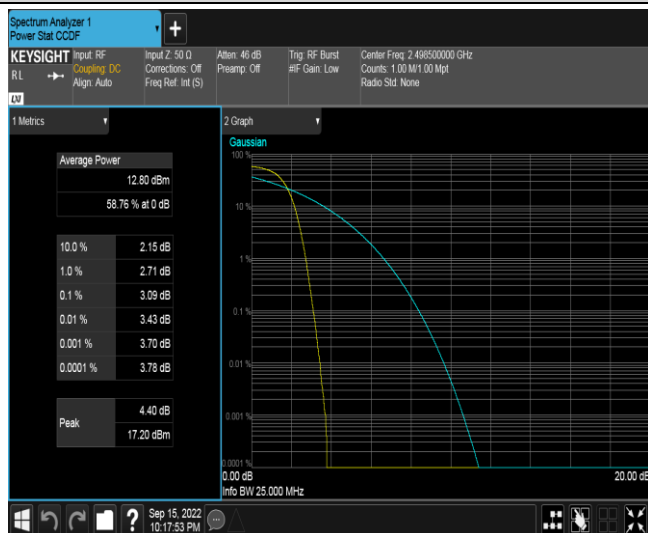 Spectrum Analyzer 1
Power Stat CCDF
+
KEYSIGHT
RL
LXI
Input: RF
Coupling: DC
Align: Auto
Input Z: 50 Ω
Corrections: Off
Freq Ref: Int (S)
Atten: 46 dB
Preamp: Off
Trig: RF Burst
#IF Gain: Low
Center Freq: 2.498500000 GHz
Counts: 1.00 M/1.00 Mpt
Radio Std: None
1 Metrics
Average Power
12.80 dBm
58.76 % at 0 dB
10.0 % 2.15 dB
1.0 % 2.71 dB
0.1 % 3.09 dB
0.01 % 3.43 dB
0.001 % 3.70 dB
0.0001 % 3.78 dB
Peak
4.40 dB
17.20 dBm
2 Graph
Gaussian
100 %
10 %
1 %
0.1 %
0.01 %
0.001 %
0.0001 %
0.00 dB 20.00 dB
Info BW 25.000 MHz
?
Sep 15, 2022
10:17:53 PM